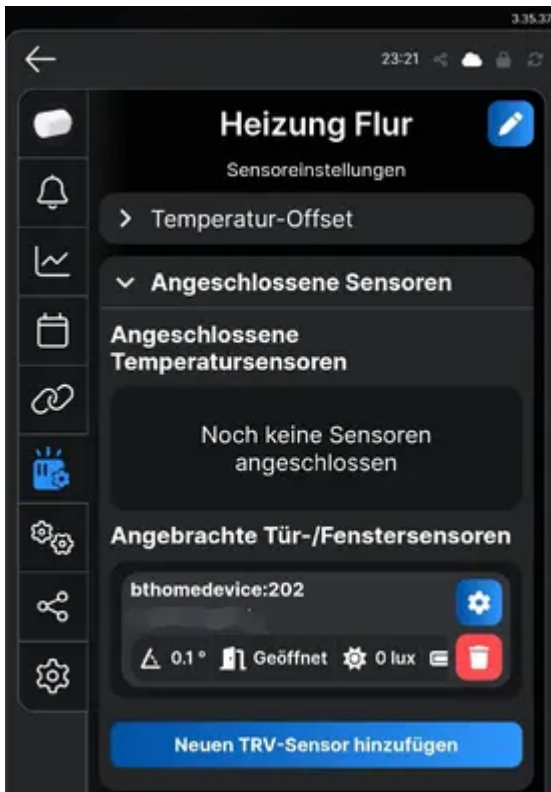 3.35.37
23:21
Heizung Flur
Sensoreinstellungen
Temperatur-Offset
Angeschlossene Sensoren
Angeschlossene
Temperatursensoren
Noch keine Sensoren
angeschlossen
Angebrachte Tür-/Fenstersensoren
bthomedevice:202
0.1 ° Geöffnet 0 lux
Neuen TRV-Sensor hinzufügen